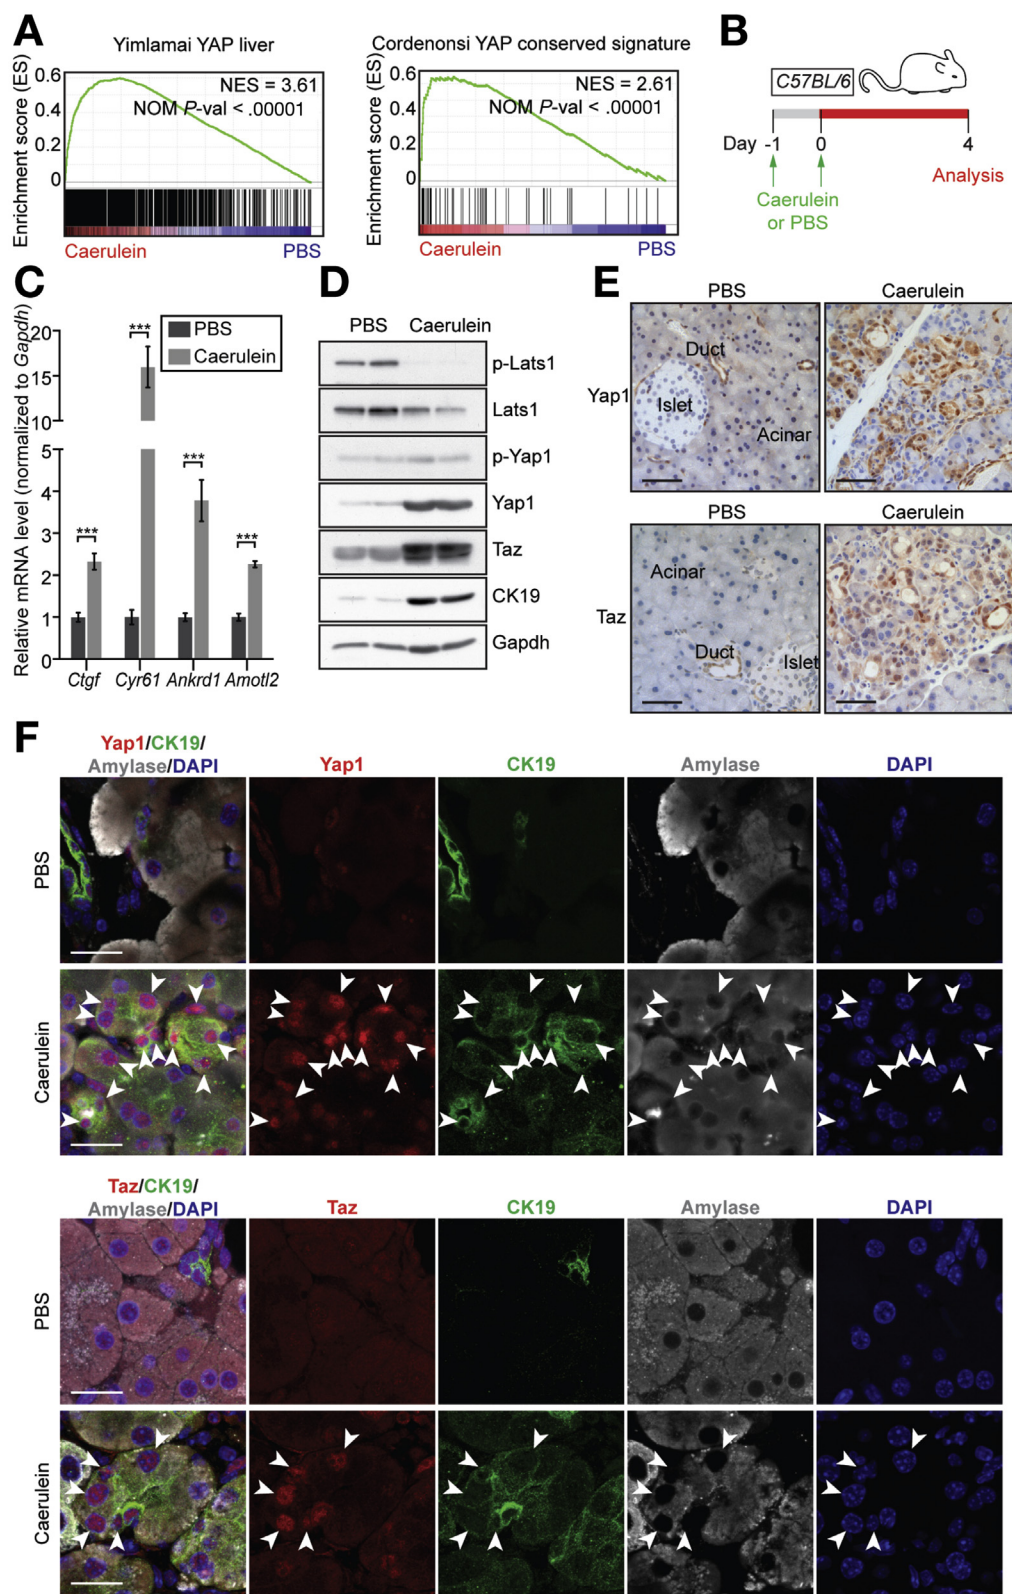 A
Yimlamai YAP liver
Enrichment score (ES)
0.6
0.4
0.2
0
NES = 3.61
NOM P-val < .00001
Caerulein
PBS
Cordenonsi YAP conserved signature
Enrichment score (ES)
0.6
0.4
0.2
0
NES = 2.61
NOM P-val < .00001
Caerulein
PBS
B
C57BL/6
Day -1 0 4
Caerulein
or PBS
Analysis
C
Relative mRNA level (normalized to Gapdh)
20
15
10
5
4
3
2
1
0
PBS
Caerulein
***
***
***
***
Ctgf Cyr61 Ankrd1 Amotl2
D
PBS Caerulein
p-Lats1
Lats1
p-Yap1
Yap1
Taz
CK19
Gapdh
E
PBS Caerulein
Yap1
Duct
Islet
Acinar
PBS Caerulein
Taz
Acinar
Duct
Islet
F
Yap1/CK19/
Amylase/DAPI
Yap1 CK19 Amylase DAPI
PBS
Caerulein
Taz/CK19/
Amylase/DAPI
Taz CK19 Amylase DAPI
PBS
Caerulein